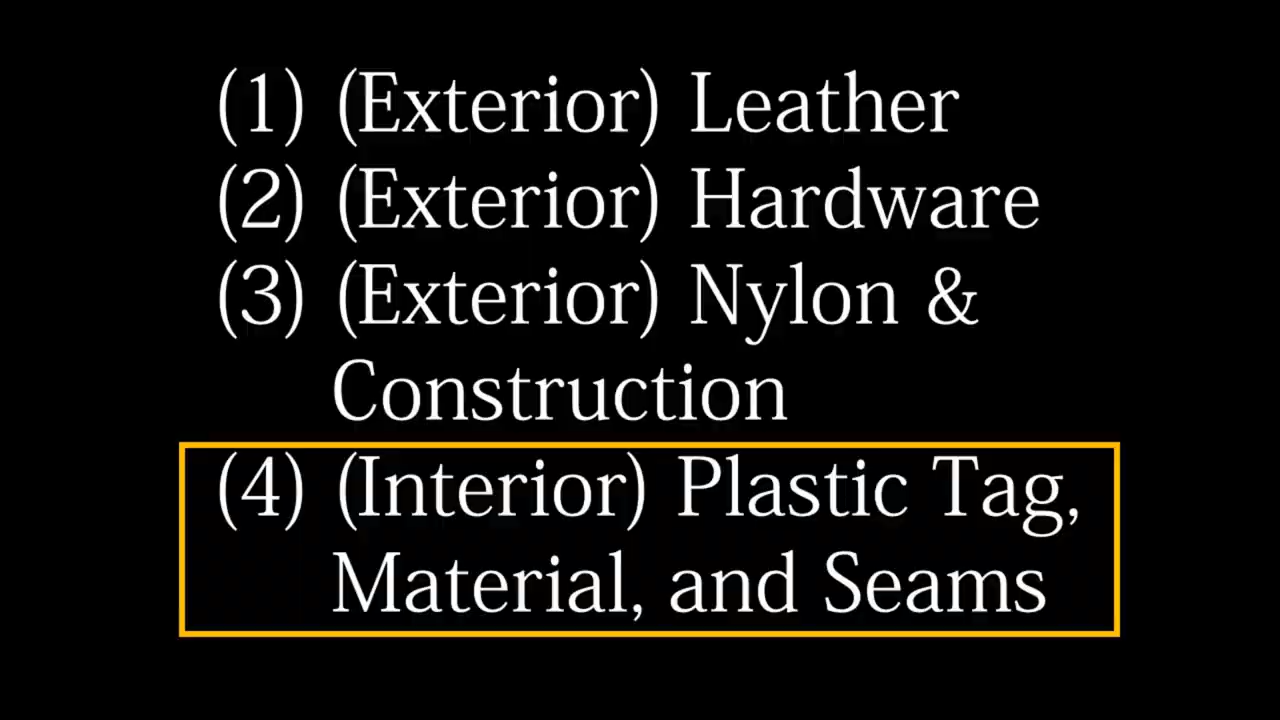 (1) (Exterior) Leather
(2) (Exterior) Hardware
(3) (Exterior) Nylon &
Construction
(4) (Interior) Plastic Tag,
Material, and Seams